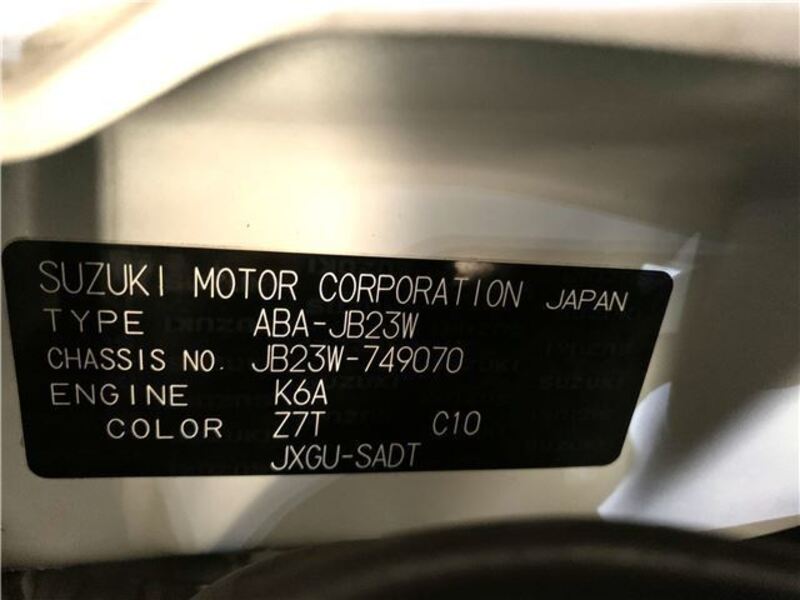 SUZUKI MOTOR CORPORATION JAPAN
TYPE ABA-JB23W
CHASSIS NO. JB23W-749070
ENGINE K6A
COLOR Z7T C10
JXGU-SADT